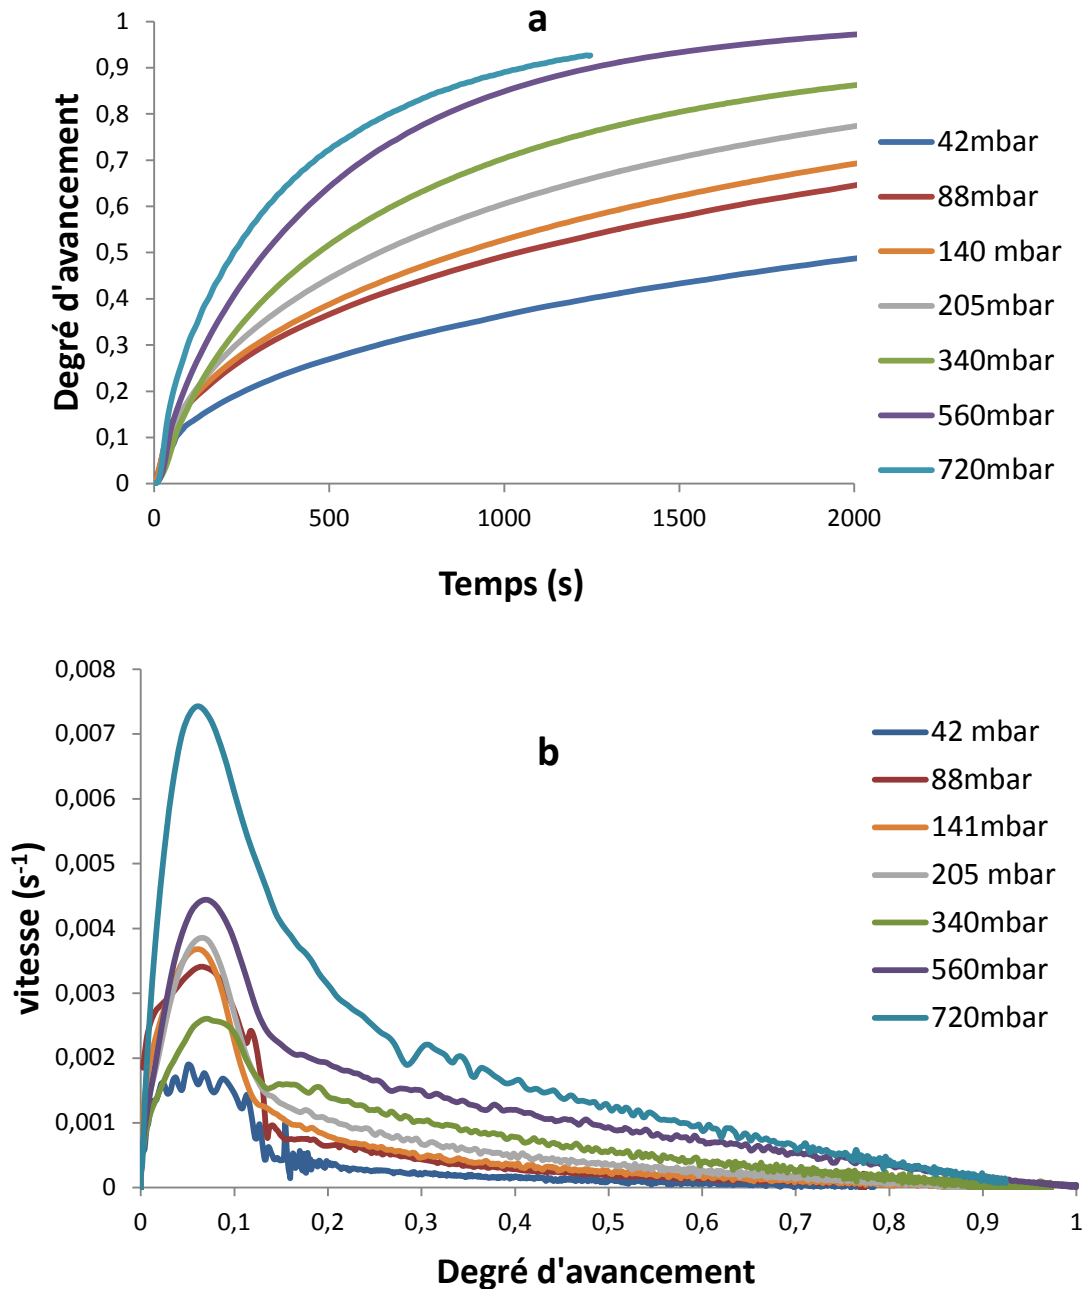 a
1
0,9
0,8
0,7
0,6
0,5
0,4
0,3
0,2
0,1
0
Degré d'avancement
0 500 1000 1500 2000
Temps (s)
42mbar
88mbar
140 mbar
205mbar
340mbar
560mbar
720mbar
b
0,008
0,007
0,006
0,005
0,004
0,003
0,002
0,001
0
vitesse (s-1)
0 0,1 0,2 0,3 0,4 0,5 0,6 0,7 0,8 0,9 1
Degré d'avancement
42 mbar
88mbar
141mbar
205 mbar
340mbar
560mbar
720mbar